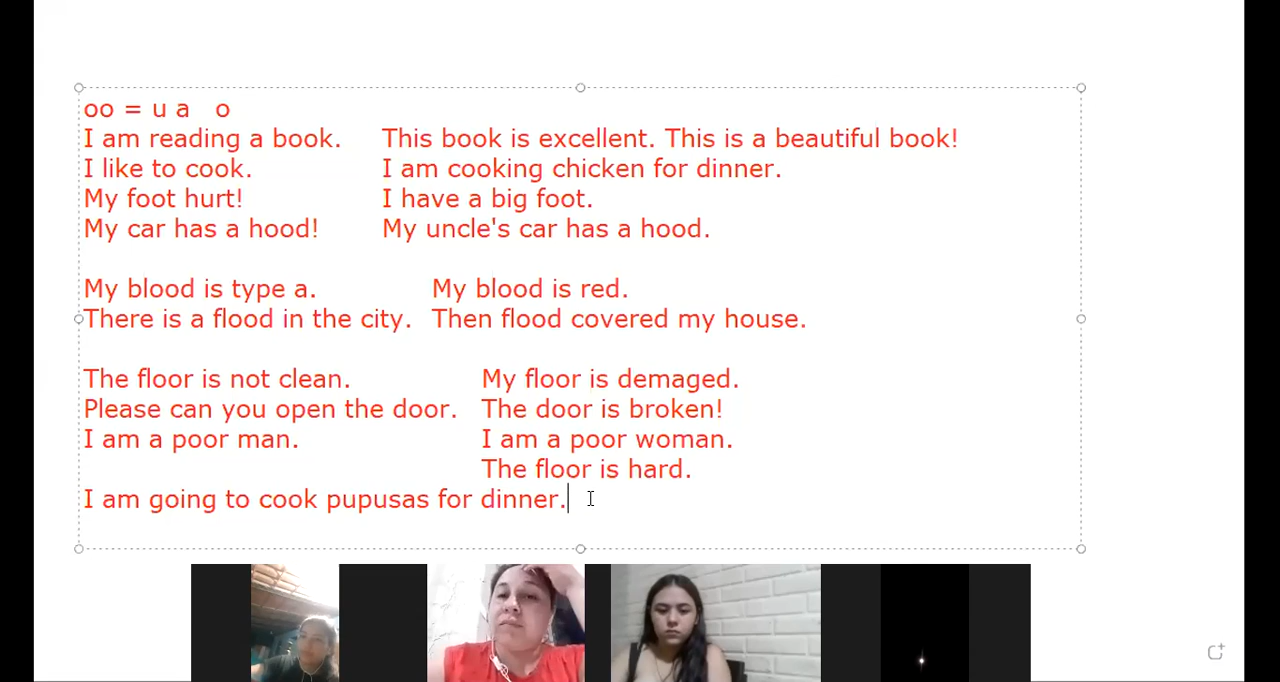 oo = u a o
I am reading a book. This book is excellent. This is a beautiful book!
I like to cook. I am cooking chicken for dinner.
My foot hurt! I have a big foot.
My car has a hood! My uncle's car has a hood.
My blood is type a. My blood is red.
There is a flood in the city. Then flood covered my house.
The floor is not clean. My floor is demaged.
Please can you open the door. The door is broken!
I am a poor man. I am a poor woman.
The floor is hard.
I am going to cook pupusas for dinner.